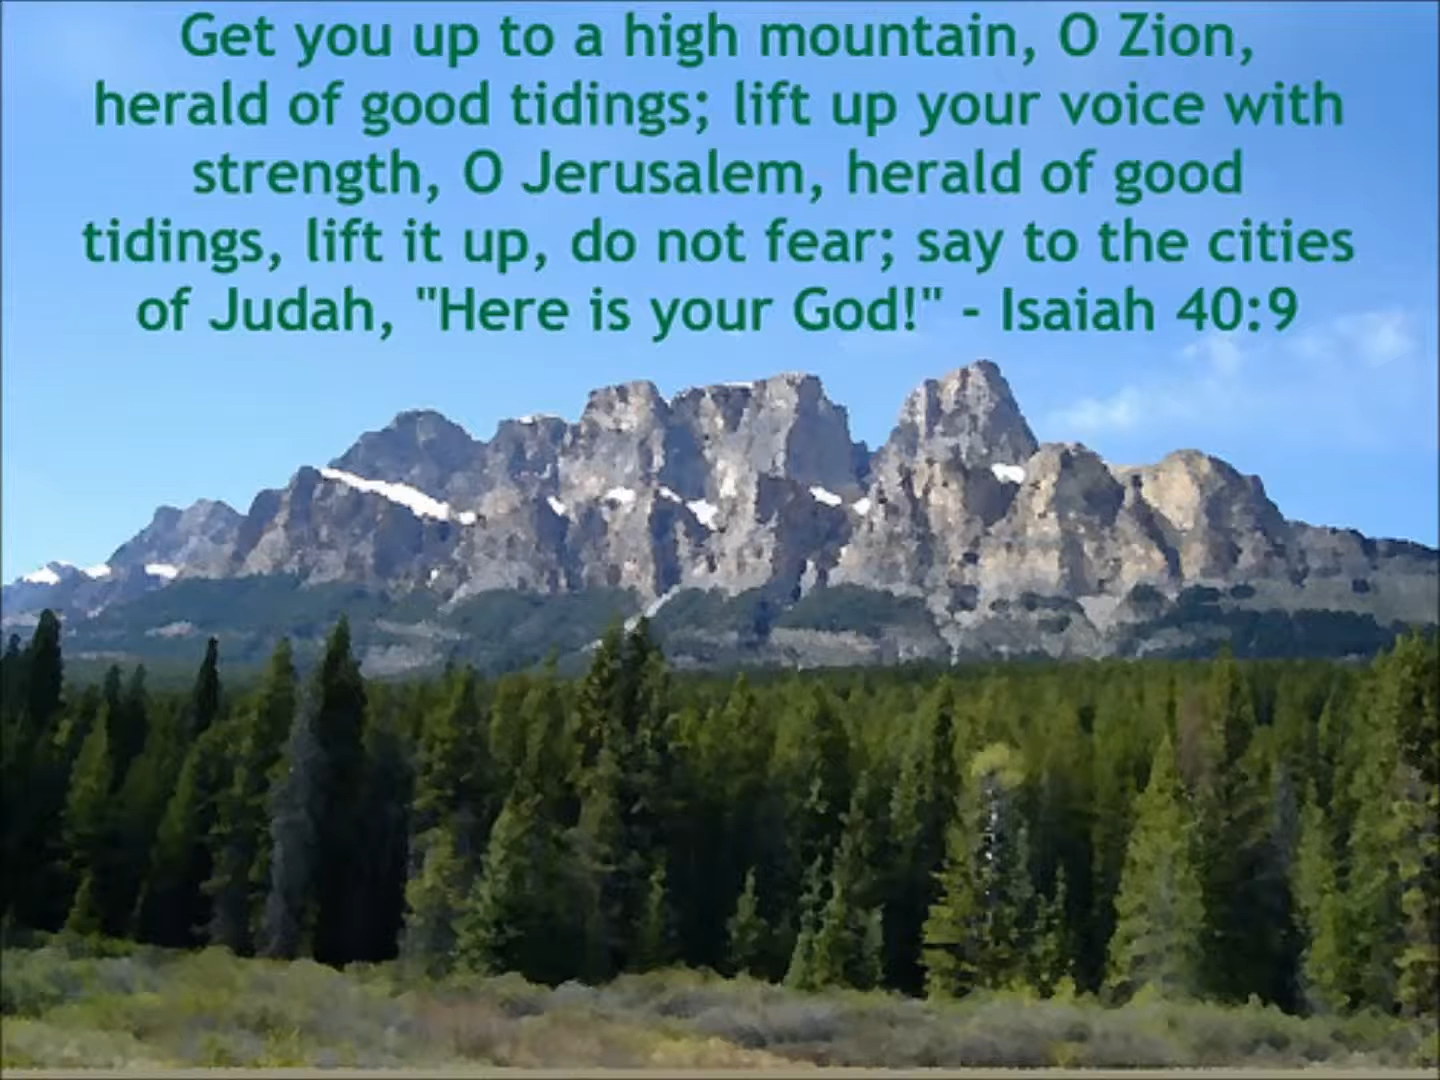 Get you up to a high mountain, O Zion,
herald of good tidings; lift up your voice with
strength, O Jerusalem, herald of good
tidings, lift it up, do not fear; say to the cities
of Judah, "Here is your God!" - Isaiah 40:9